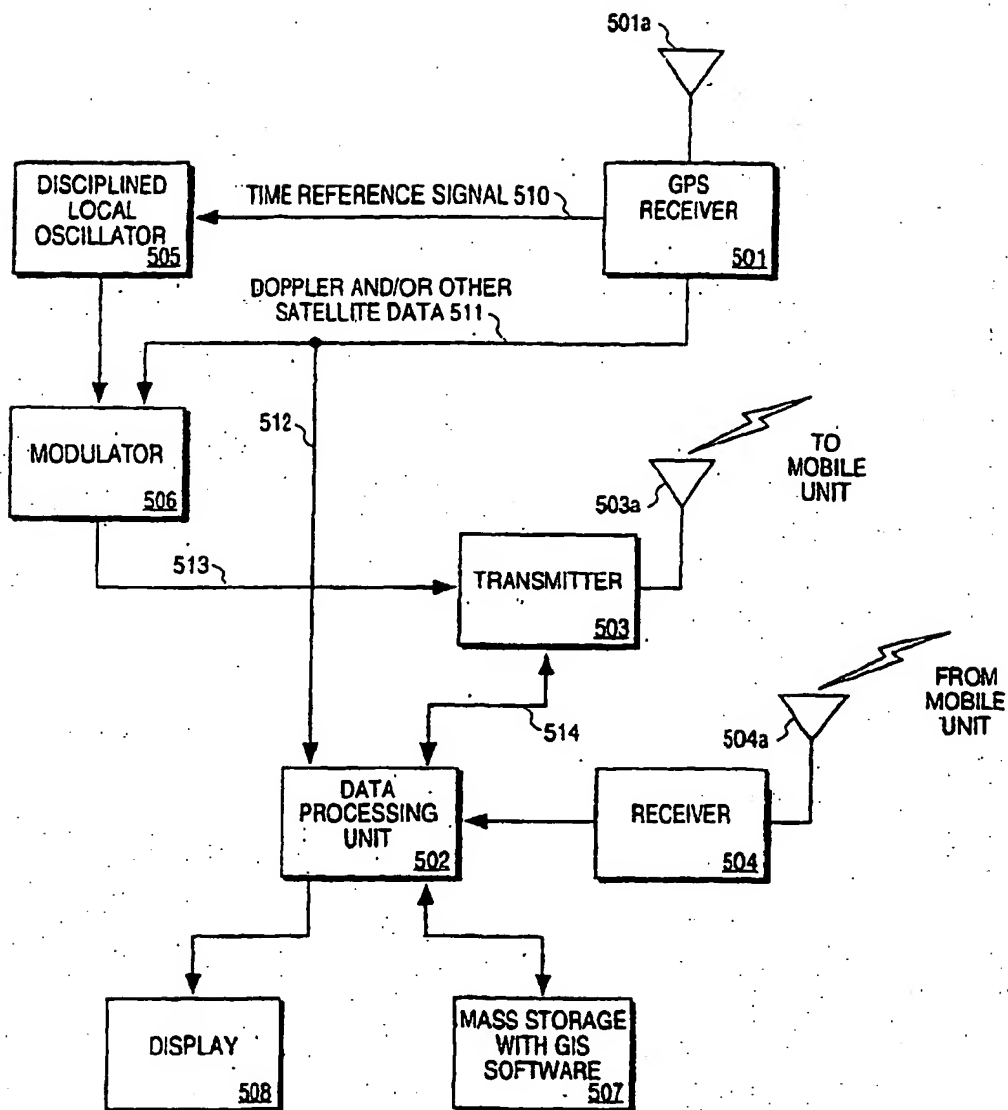 501a
DISCIPLINED
LOCAL
OSCILLATOR
505
TIME REFERENCE SIGNAL 510
GPS
RECEIVER
501
DOPPLER AND/OR OTHER
SATELLITE DATA 511
MODULATOR
506
512
TO
MOBILE
UNIT
503a
513
TRANSMITTER
503
FROM
MOBILE
UNIT
504a
514
DATA
PROCESSING
UNIT
502
RECEIVER
504
DISPLAY
508
MASS STORAGE
WITH GIS
SOFTWARE
507